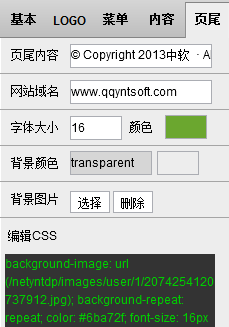 基本 LOGO 菜单 内容 页尾
页尾内容 © Copyright 2013中软 · A
网站域名 www.qqyntsoft.com
字体大小 16 颜色
背景颜色 transparent
背景图片 选择 删除
编辑CSS
background-image: url
(/netyntdp/images/user/1/2074254120
737912.jpg); background-repeat:
repeat; color: #6ba72f; font-size: 16px